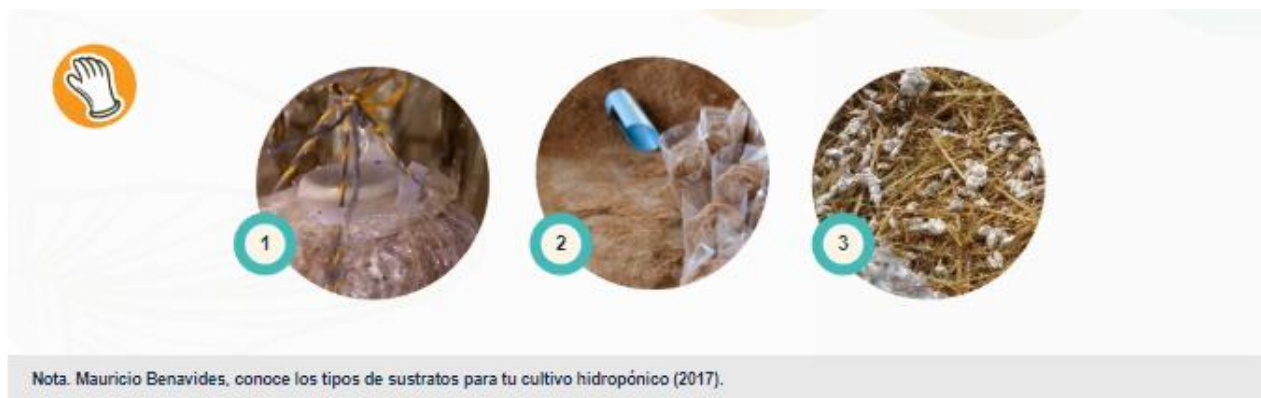 1
2
3
Nota. Mauricio Benavides, conoce los tipos de sustratos para tu cultivo hidropónico (2017).